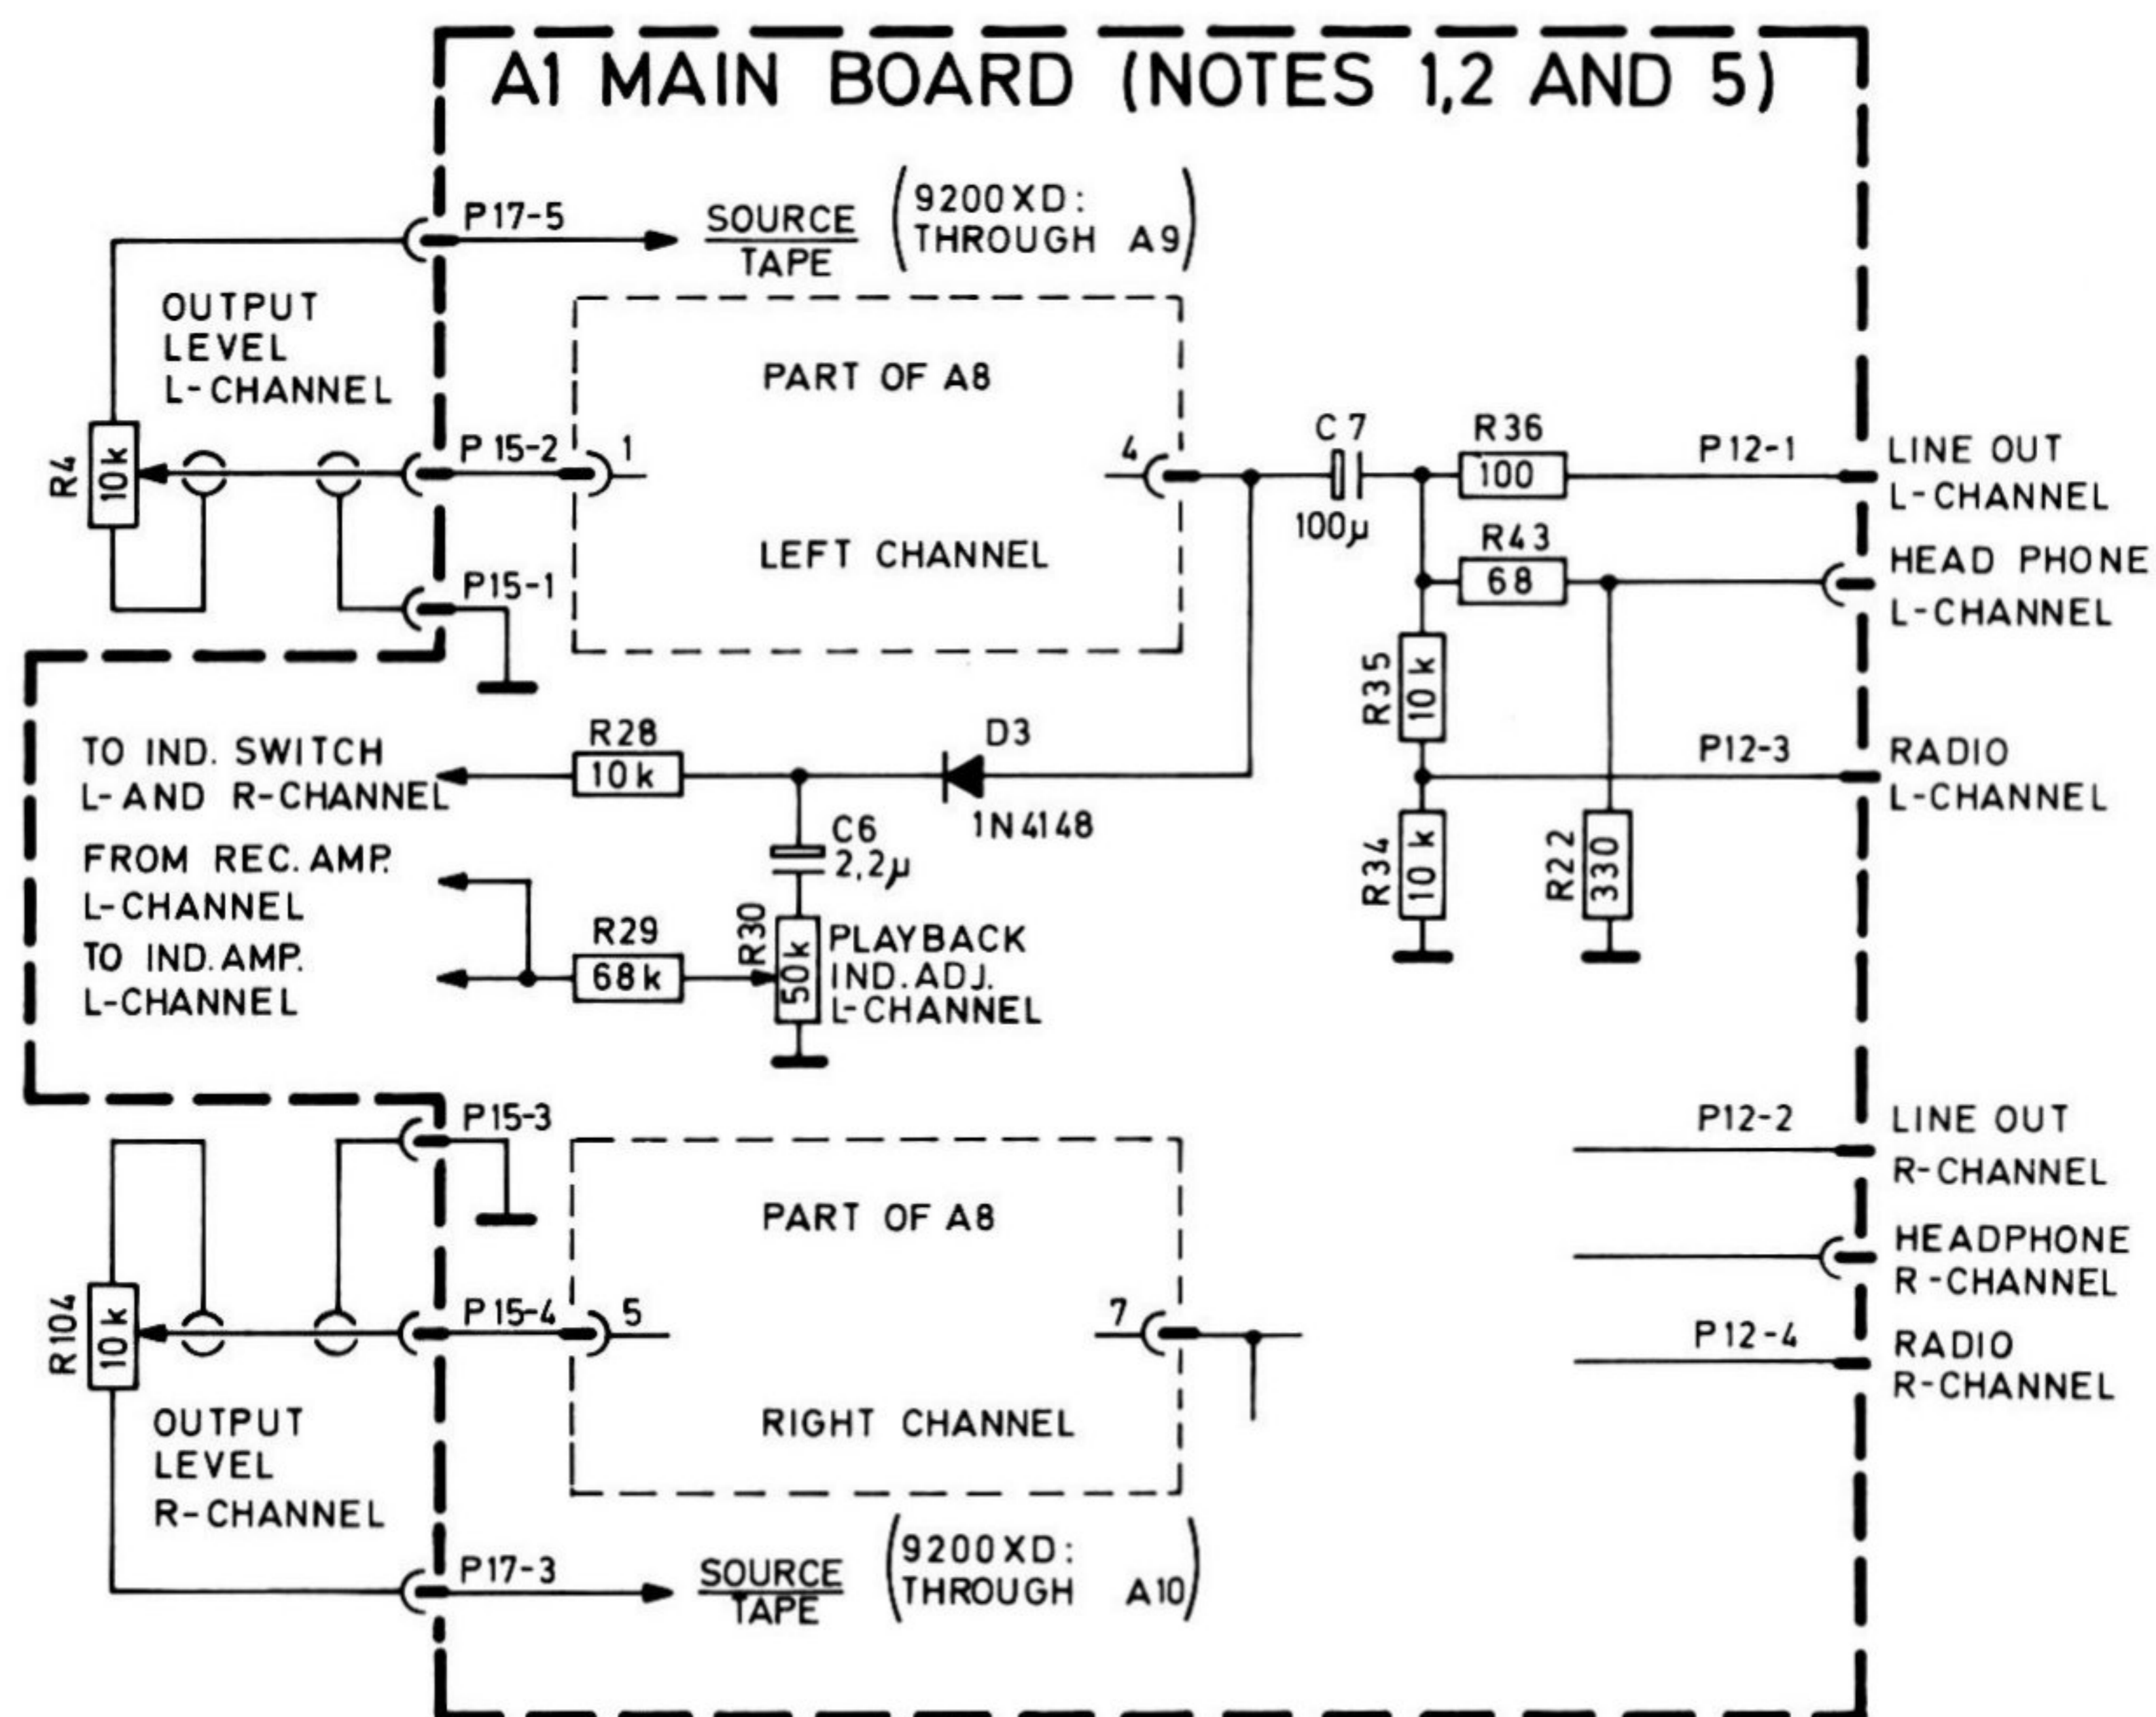 A1 MAIN BOARD (NOTES 1,2 AND 5)
P17-5
SOURCE
TAPE
(9200XD:
THROUGH A9)
OUTPUT
LEVEL
L-CHANNEL
PART OF A8
R4
10k
P15-2
1
4
C7
100µ
R36
100
P12-1
LINE OUT
L-CHANNEL
LEFT CHANNEL
R43
68
HEAD PHONE
L-CHANNEL
P15-1
R35
10k
TO IND. SWITCH
L-AND R-CHANNEL
R28
10k
D3
1N4148
P12-3
RADIO
L-CHANNEL
C6
2,2µ
R34
10k
R22
330
FROM REC. AMP.
L-CHANNEL
TO IND. AMP.
L-CHANNEL
R29
68k
R30
50k
PLAYBACK
IND. ADJ.
L-CHANNEL
P15-3
P12-2
LINE OUT
R-CHANNEL
PART OF A8
HEADPHONE
R-CHANNEL
R104
10k
P15-4
5
7
P12-4
RADIO
R-CHANNEL
OUTPUT
LEVEL
R-CHANNEL
RIGHT CHANNEL
P17-3
SOURCE
TAPE
(9200XD:
THROUGH A10)